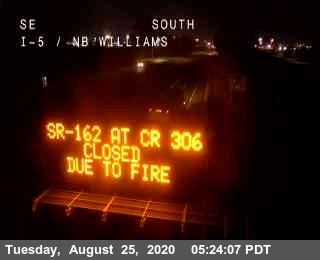 SE SOUTH
I-5 / NB WILLIAMS
SR-162 AT CR 306
CLOSED
DUE TO FIRE
Tuesday, August 25, 2020 05:24:07 PDT